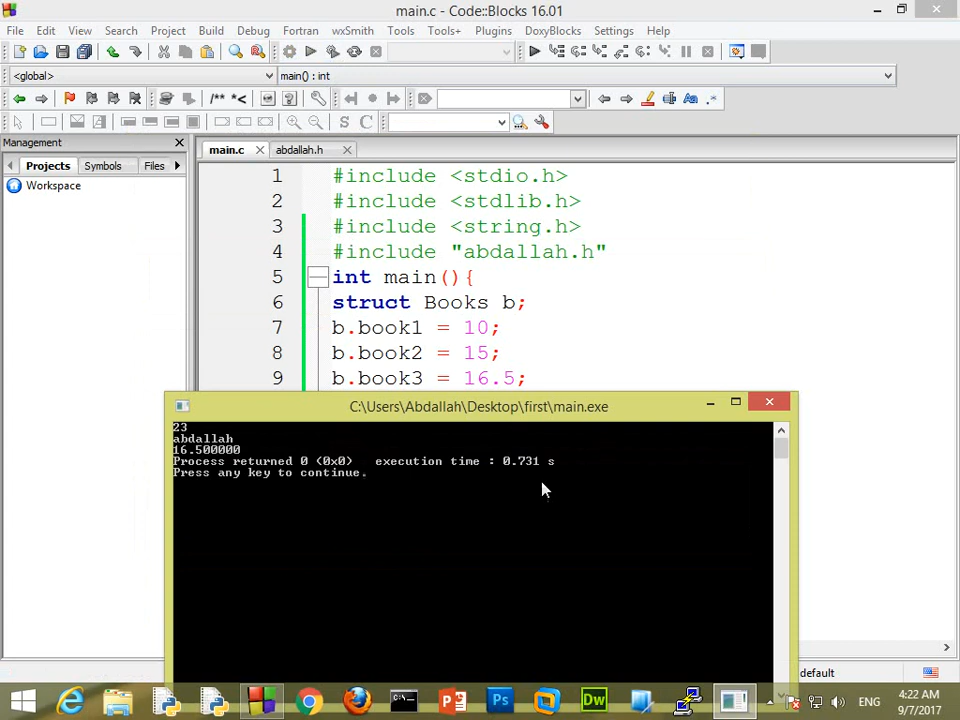 main.c - Code::Blocks 16.01
File Edit View Search Project Build Debug Fortran wxSmith Tools Tools+ Plugins DoxyBlocks Settings Help
<global> main() : int
/** *<
S C
Management
Projects Symbols Files
Workspace
main.c abdallah.h
1 #include <stdio.h>
2 #include <stdlib.h>
3 #include <string.h>
4 #include "abdallah.h"
5 int main(){
6 struct Books b;
7 b.book1 = 10;
8 b.book2 = 15;
9 b.book3 = 16.5;
C:\Users\Abdallah\Desktop\first\main.exe
23
abdallah
16.500000
Process returned 0 (0x0) execution time : 0.731 s
Press any key to continue.
default
ENG 4:22 AM
9/7/2017